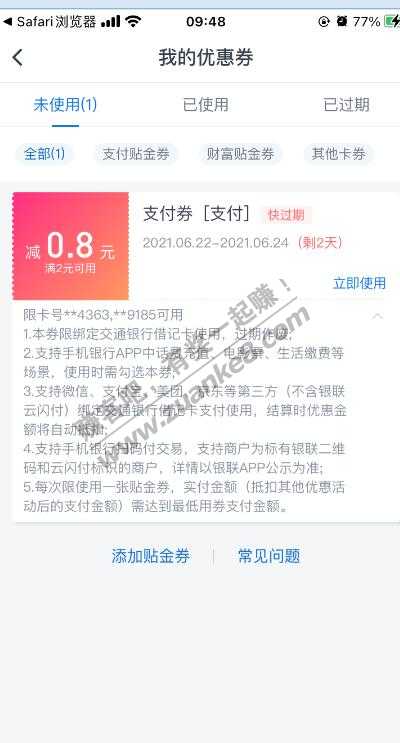 Safari浏览器
09:48
77%
我的优惠券
未使用(1)
已使用
已过期
全部(1)
支付贴金券
财富贴金券
其他卡券
减 0.8 元
满2元可用
支付券［支付］
快过期
2021.06.22-2021.06.24（剩2天）
立即使用
限卡号**4363,**9185可用
1.本券限绑定交通银行借记卡使用，过期作废；
2.支持手机银行APP中话费充值、电影票、生活缴费等
场景，使用时需勾选本券；
3.支持微信、支付宝、美团、京东等第三方（不含银联
云闪付）绑定交通银行借记卡支付使用，结算时优惠金
额将自动抵扣；
4.支持手机银行扫码付交易，支持商户为标有银联二维
码和云闪付标识的商户，详情以银联APP公示为准；
5.每次限使用一张贴金券，实付金额（抵扣其他优惠活
动后的支付金额）需达到最低用券支付金额。
添加贴金券
常见问题
赚客吧，有奖一起赚！
www.zuanke8.com